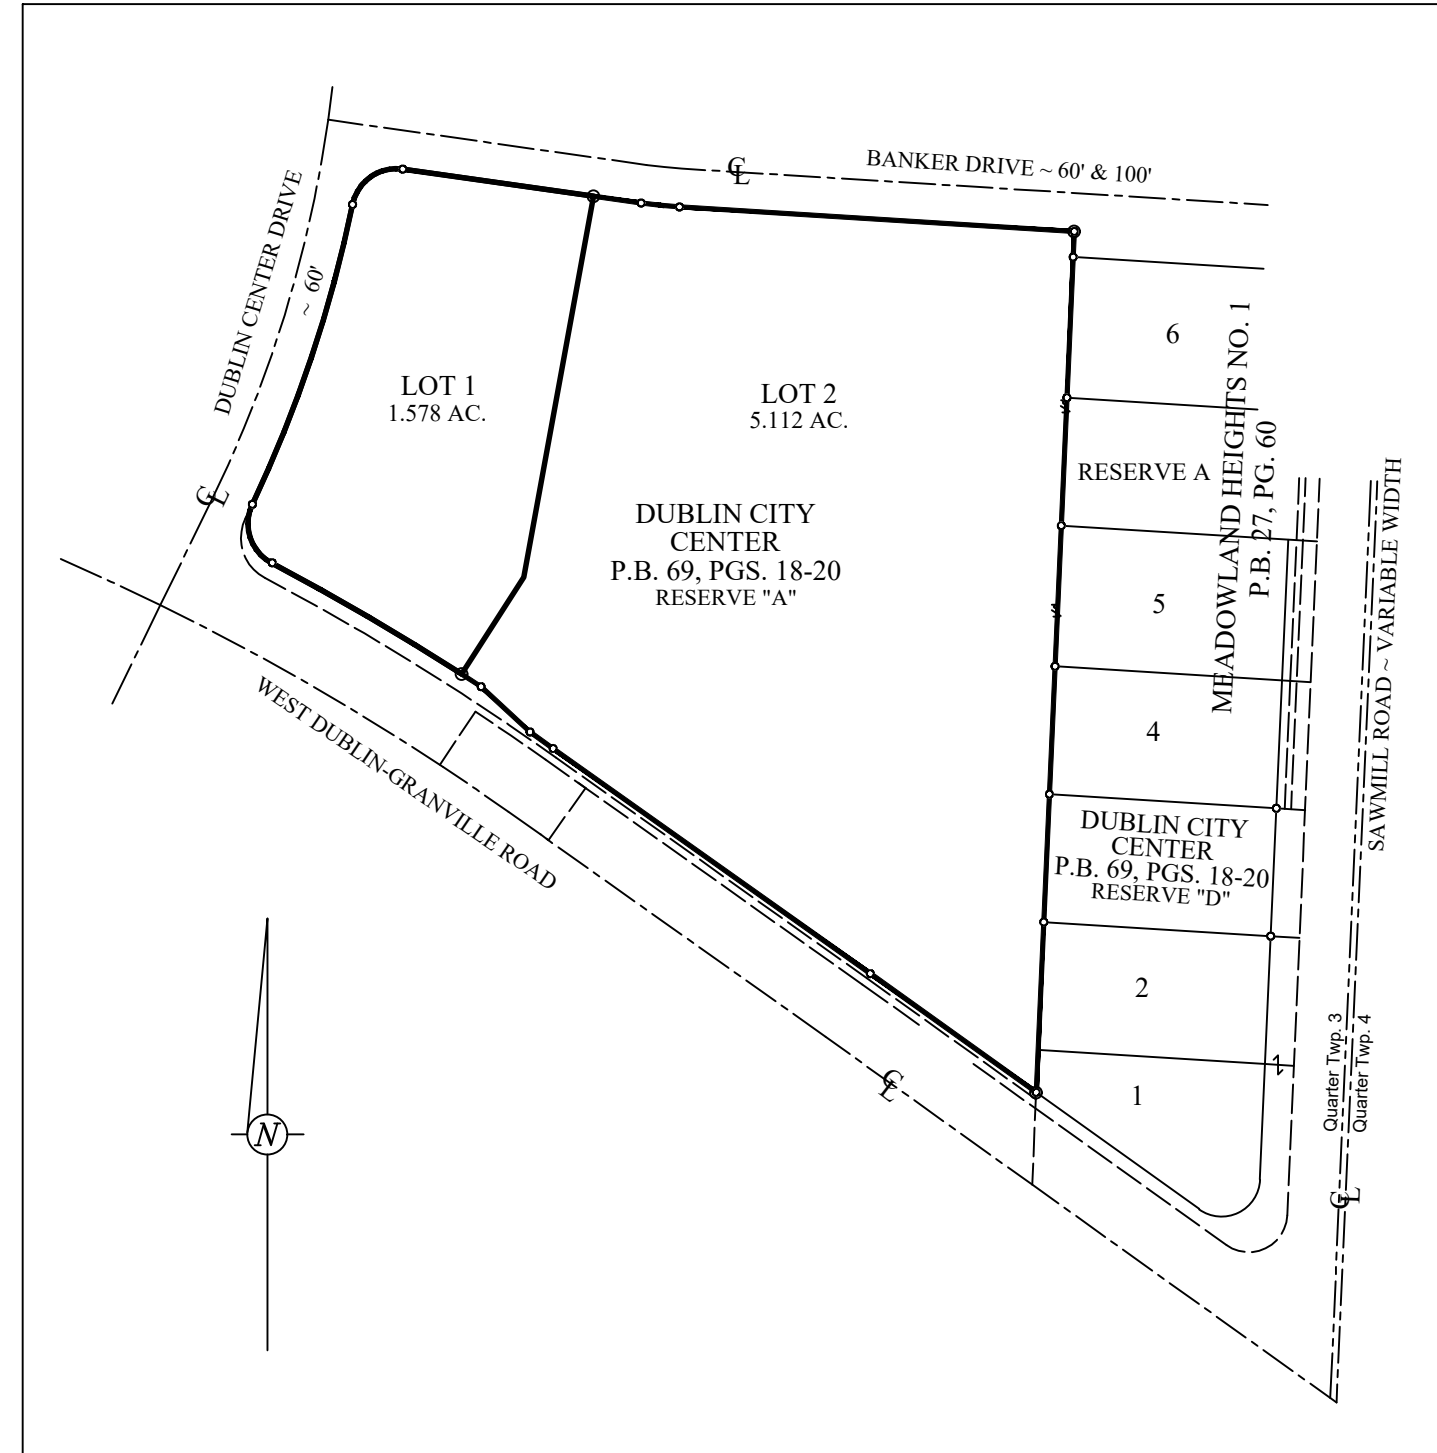 BANKER DRIVE ~ 60' & 100'
℄
DUBLIN CENTER DRIVE
~ 60'
℄
LOT 1
1.578 AC.
LOT 2
5.112 AC.
DUBLIN CITY
CENTER
P.B. 69, PGS. 18-20
RESERVE "A"
6
RESERVE A
5
4
MEADOWLAND HEIGHTS NO. 1
P.B. 27, PG. 60
SAWMILL ROAD ~ VARIABLE WIDTH
DUBLIN CITY
CENTER
P.B. 69, PGS. 18-20
RESERVE "D"
2
1
Quarter Twp. 3
Quarter Twp. 4
℄
WEST DUBLIN-GRANVILLE ROAD
℄
N